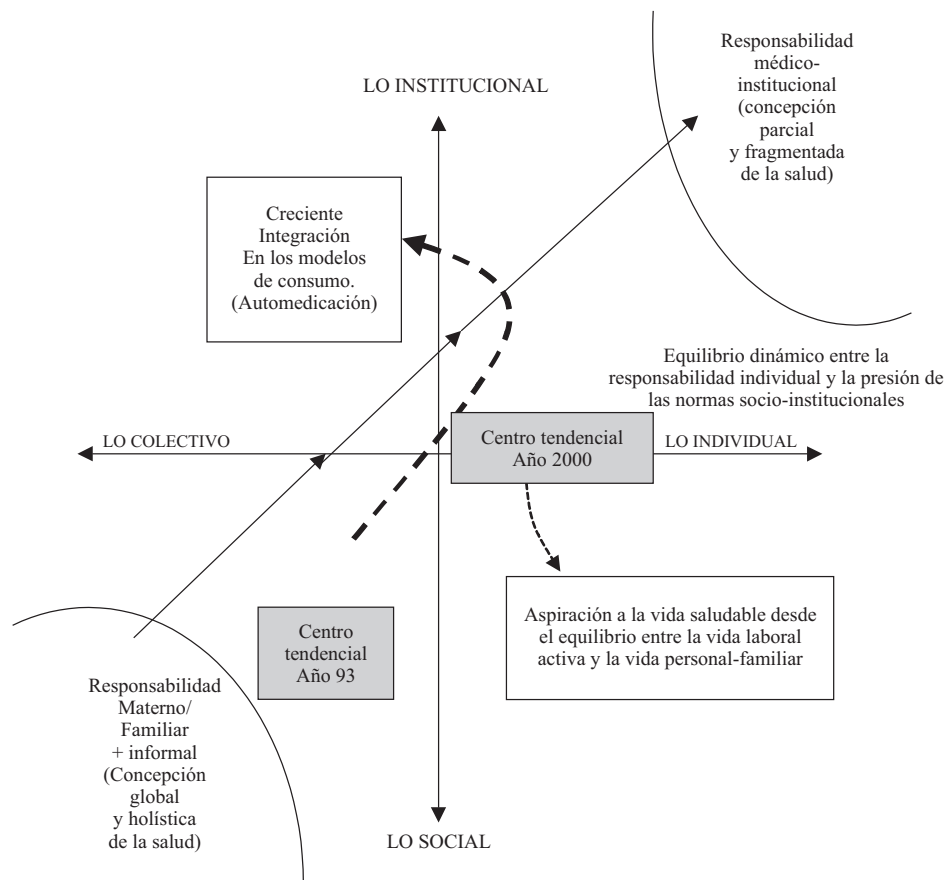 Responsabilidad
médico-
institucional
(concepción
parcial
y fragmentada
de la salud)
LO INSTITUCIONAL
Creciente
Integración
En los modelos
de consumo.
(Automedicación)
Equilibrio dinámico entre la
responsabilidad individual y la presión de
las normas socio-institucionales
LO COLECTIVO
Centro tendencial
Año 2000
LO INDIVIDUAL
Aspiración a la vida saludable desde
el equilibrio entre la vida laboral
activa y la vida personal-familiar
Centro
tendencial
Año 93
Responsabilidad
Materno/
Familiar
+ informal
(Concepción
global
y holística
de la salud)
LO SOCIAL